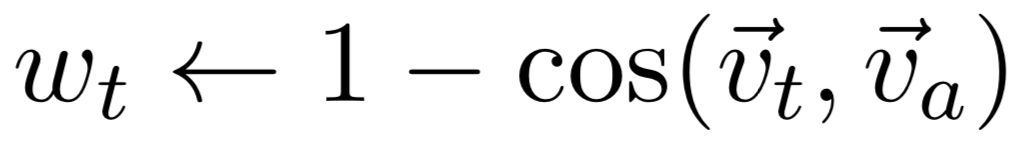 w_t ← 1 − cos(v⃗_t, v⃗_a)